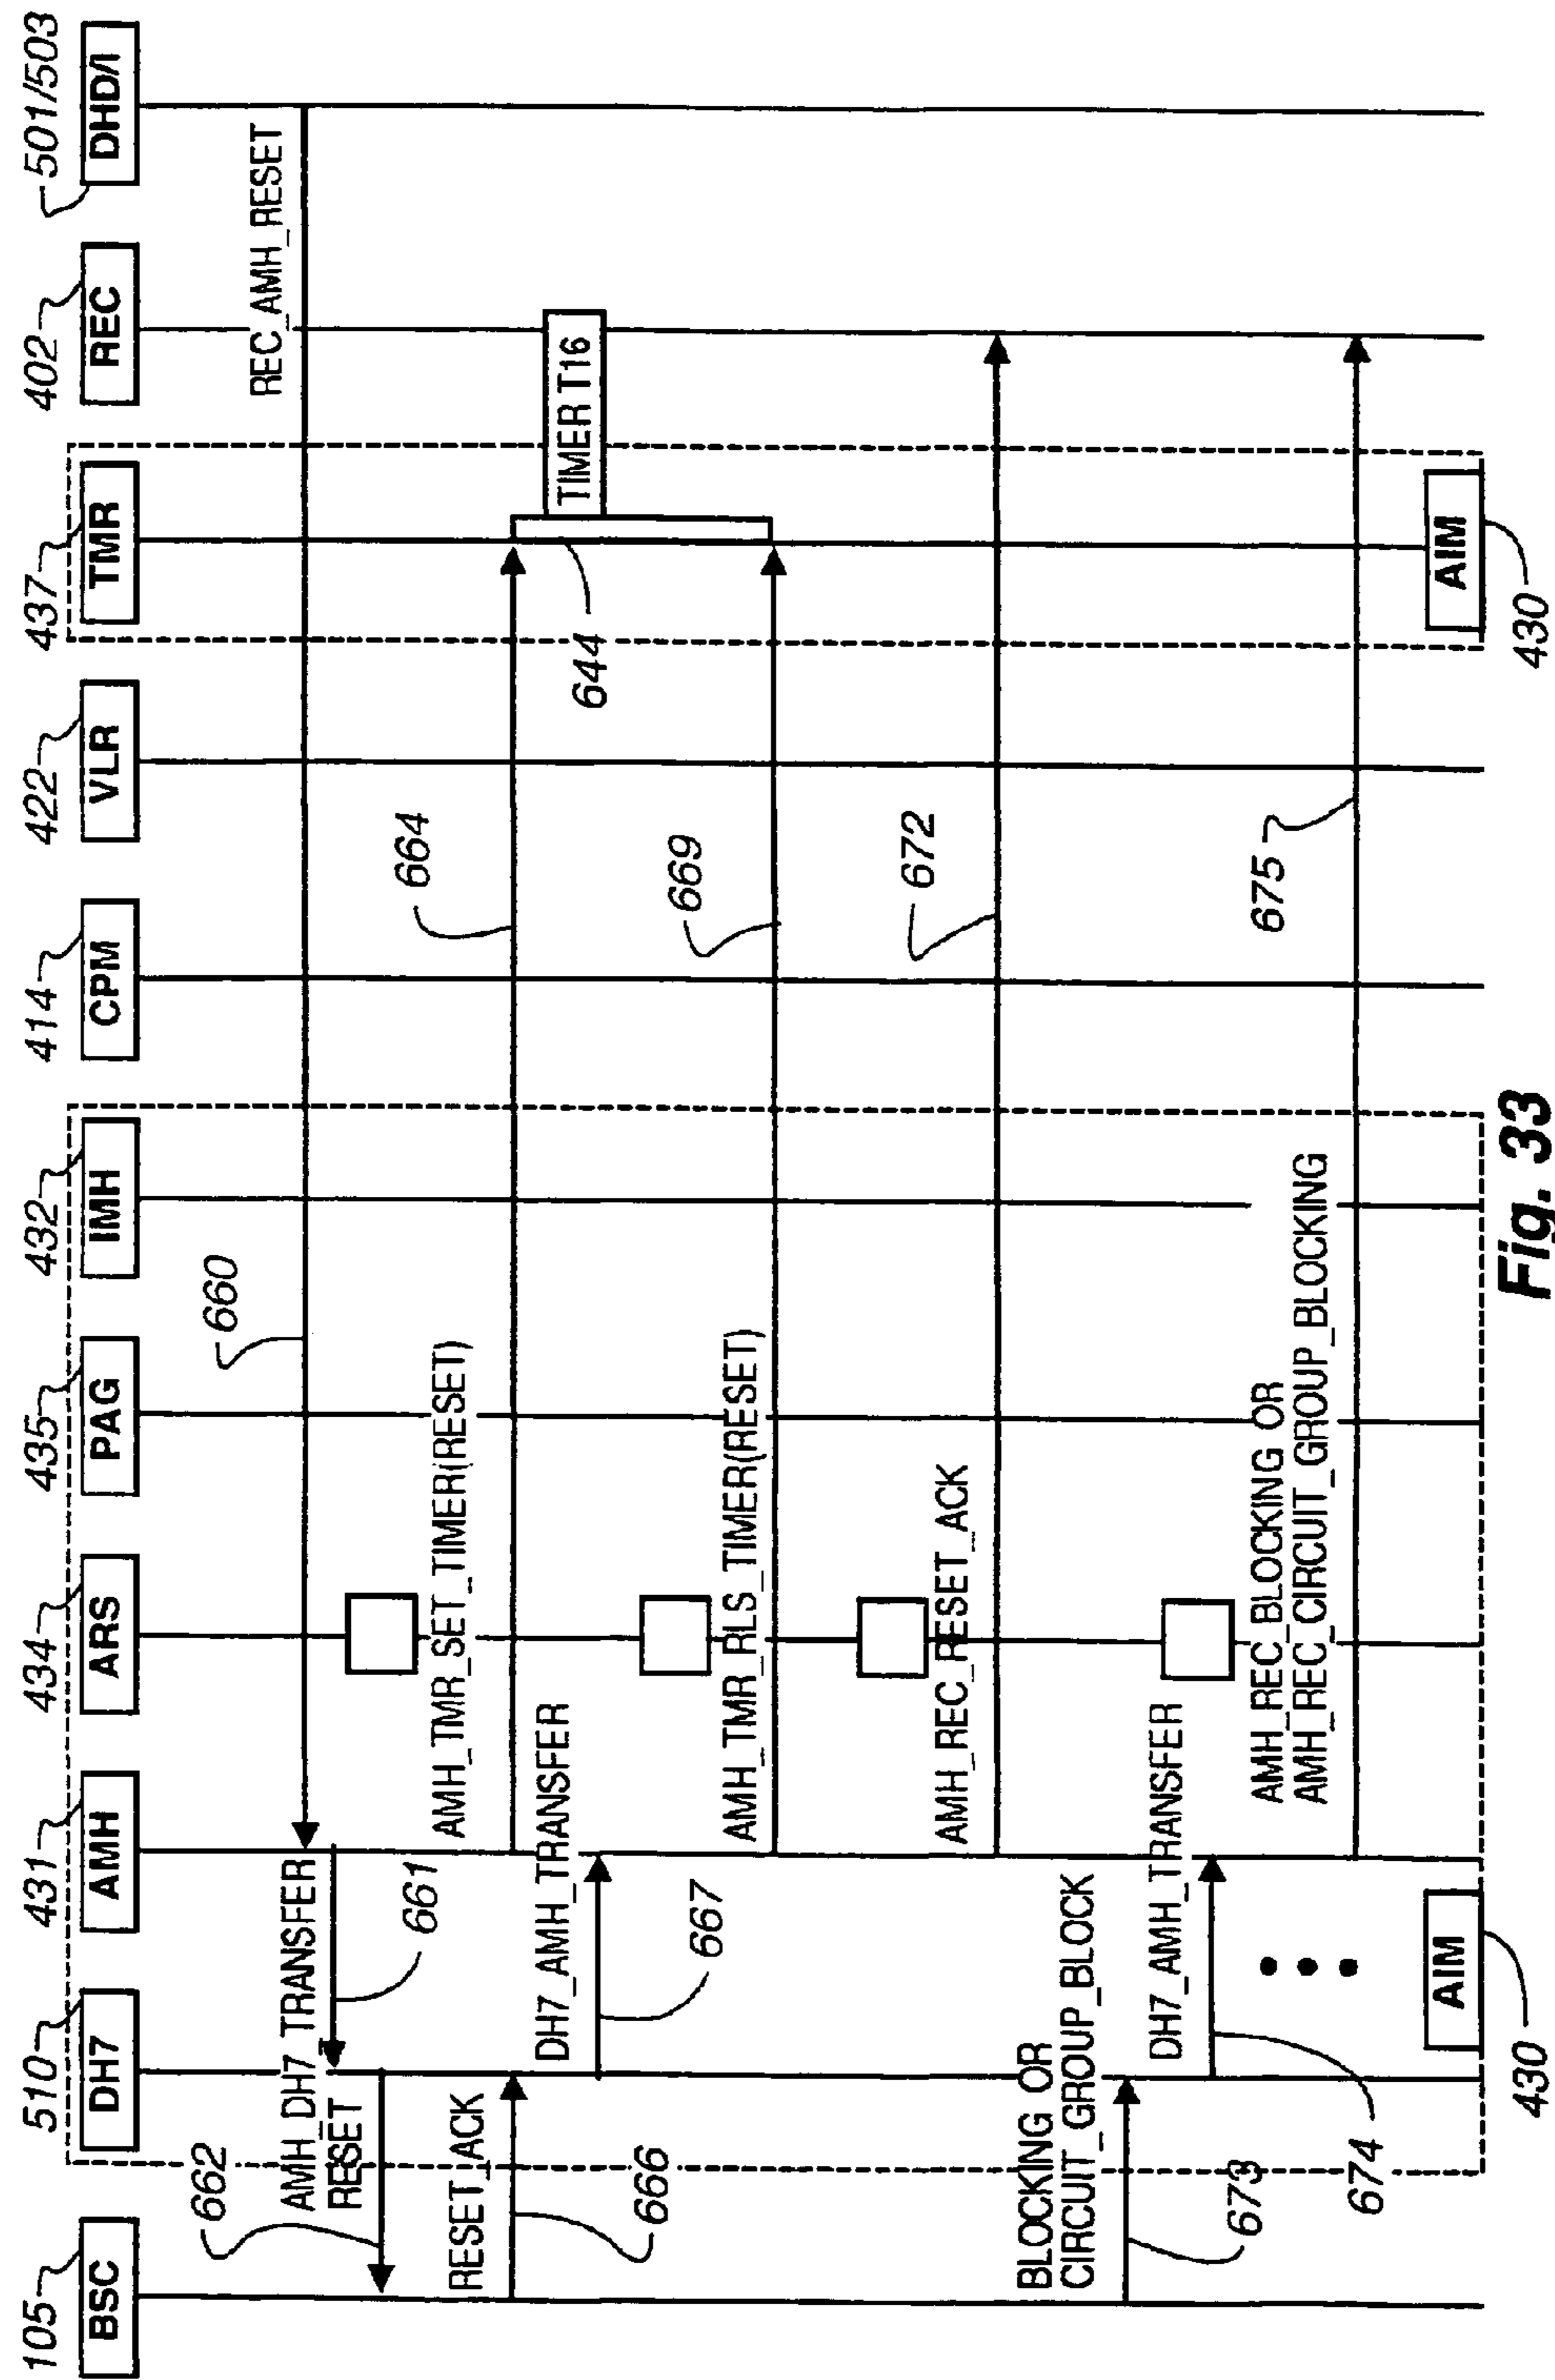 105
510
431
434
435
432
414
422
437
402
501/503
BSC
DH7
AMH
ARS
PAG
IMH
CPM
VLR
TMR
REC
DHD/I
REC_AMH_RESET
660
AMH_DH7_TRANSFER
661
662
RESET
AMH_TMR_SET_TIMER(RESET)
664
TIMER T16
644
RESET_ACK
666
DH7_AMH_TRANSFER
667
AMH_TMR_RLS_TIMER(RESET)
669
AMH_REC_RESET_ACK
672
BLOCKING OR
CIRCUIT_GROUP_BLOCK
673
DH7_AMH_TRANSFER
674
AMH_REC_BLOCKING OR
AMH_REC_CIRCUIT_GROUP_BLOCKING
675
AIM
430
AIM
430
Fig. 33